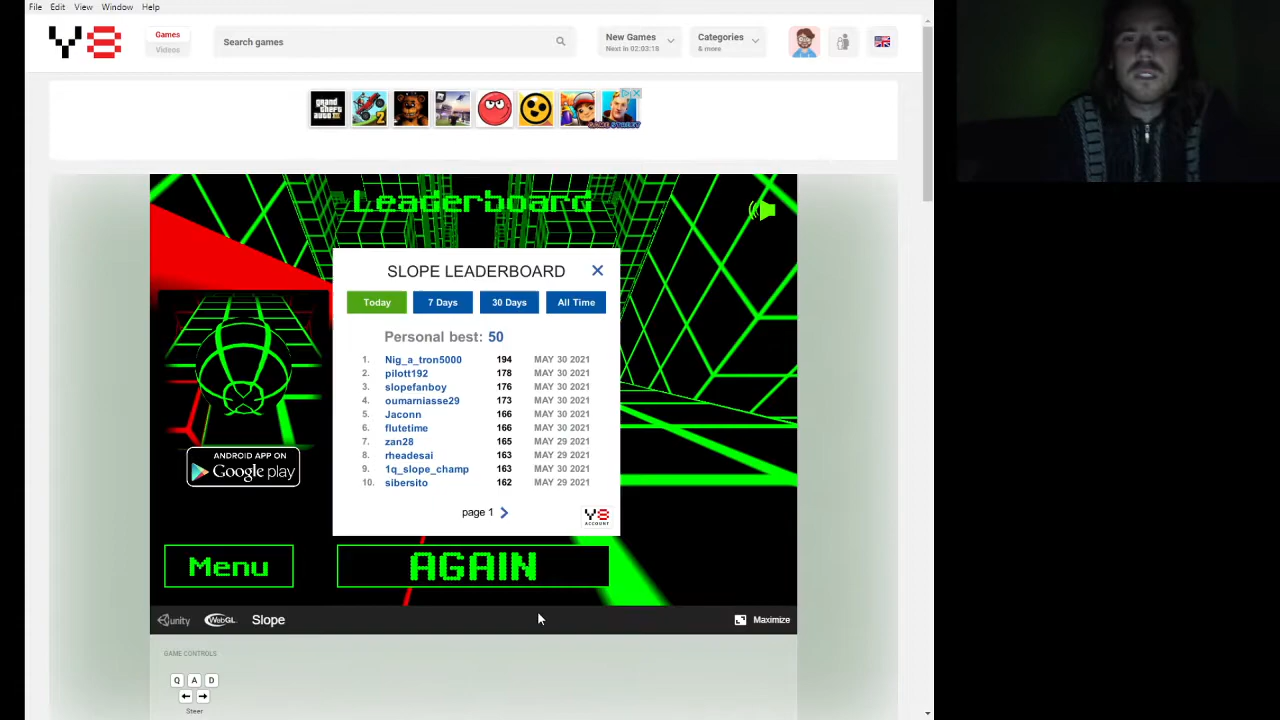 File Edit View Window Help
Y8
Games
Videos
Search games
New Games
Next in 02:03:18
Categories
& more
Leaderboard
SLOPE LEADERBOARD
Today 7 Days 30 Days All Time
Personal best: 50
1. Nig_a_tron5000 194 MAY 30 2021
2. pilott192 178 MAY 30 2021
3. slopefanboy 176 MAY 30 2021
4. oumarniasse29 173 MAY 30 2021
5. Jaconn 166 MAY 30 2021
6. flutetime 166 MAY 30 2021
7. zan28 165 MAY 29 2021
8. rheadesai 163 MAY 29 2021
9. 1q_slope_champ 163 MAY 30 2021
10. sibersito 162 MAY 29 2021
page 1
Y8
ACCOUNT
ANDROID APP ON
Google play
Menu
AGAIN
unity WebGL Slope
Maximize
GAME CONTROLS
Q A D
Steer